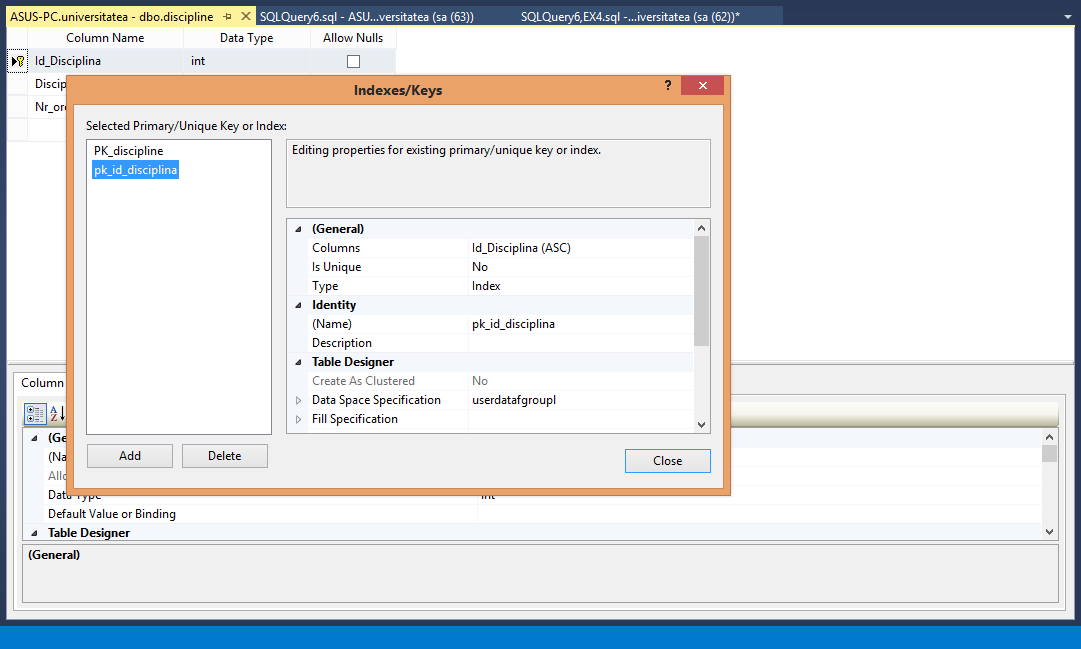 ASUS-PC.universitatea - dbo.discipline
SQLQuery6.sql - ASU...versitatea (sa (63))
SQLQuery6,EX4.sql -...iversitatea (sa (62))*
Column Name Data Type Allow Nulls
Id_Disciplina int
Discip
Nr_ord
Indexes/Keys
?
Selected Primary/Unique Key or Index:
PK_discipline
pk_id_disciplina
Add Delete
Editing properties for existing primary/unique key or index.
(General)
Columns Id_Disciplina (ASC)
Is Unique No
Type Index
Identity
(Name) pk_id_disciplina
Description
Table Designer
Create As Clustered No
Data Space Specification userdatafgroupl
Fill Specification
Close
Column
(Ge
(Na
Allo
Data Type int
Default Value or Binding
Table Designer
(General)